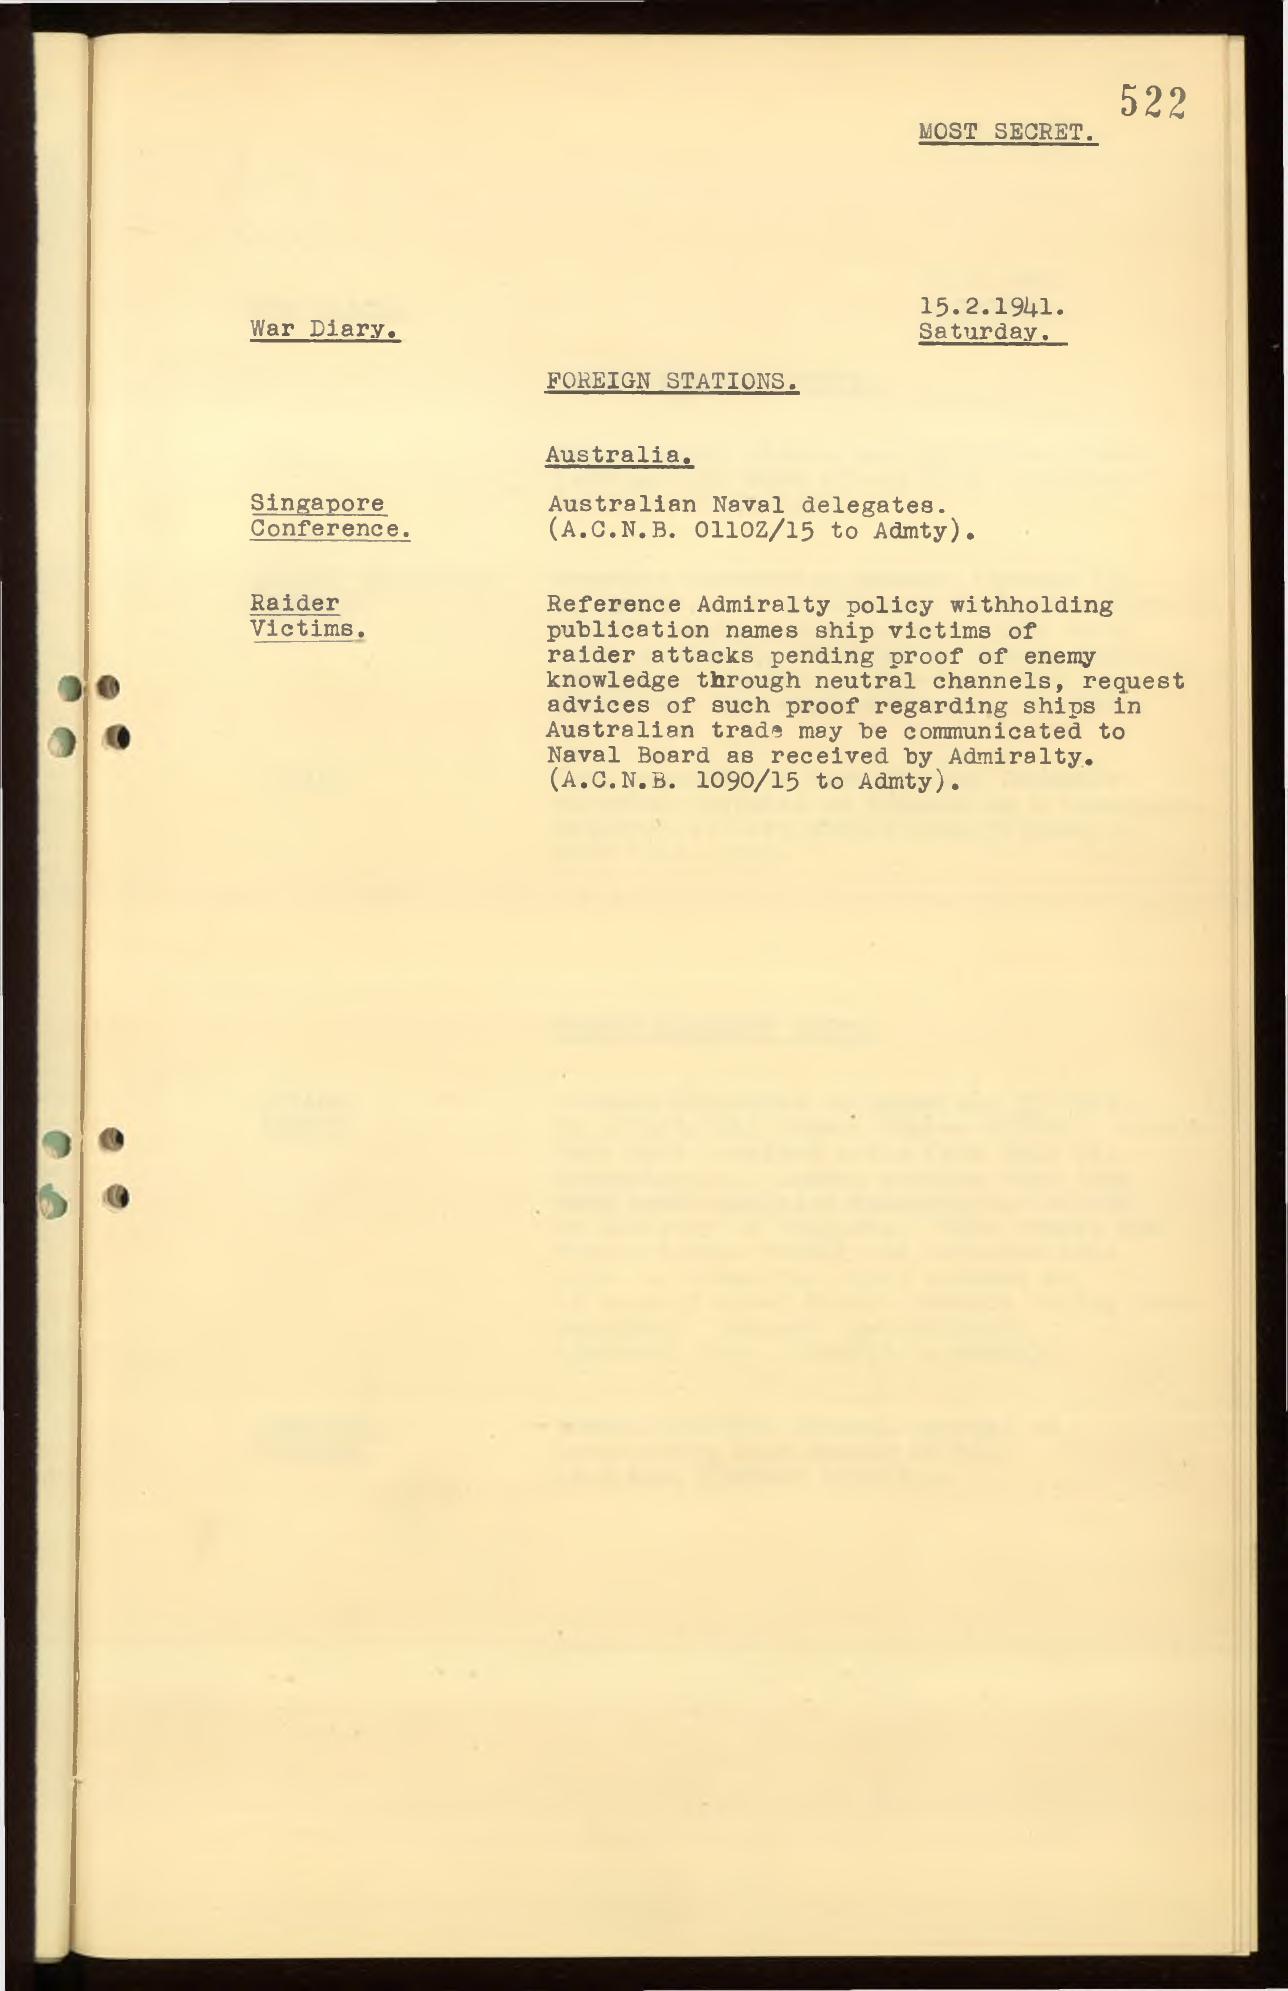 522
MOST SECRET.
15.2.1941.
War Diary.
Saturday.
FOREIGN STATIONS.
Australia.
Singapore
Conference.
Australian Naval delegates.
(A.C.N.B. 0110Z/15 to Admty).
Raider
Victims.
Reference Admiralty policy withholding
publication names ship victims of
raider attacks pending proof of enemy
knowledge through neutral channels, request
advices of such proof regarding ships in
Australian trade may be communicated to
Naval Board as received by Admiralty.
(A.C.N.B. 1090/15 to Admty).